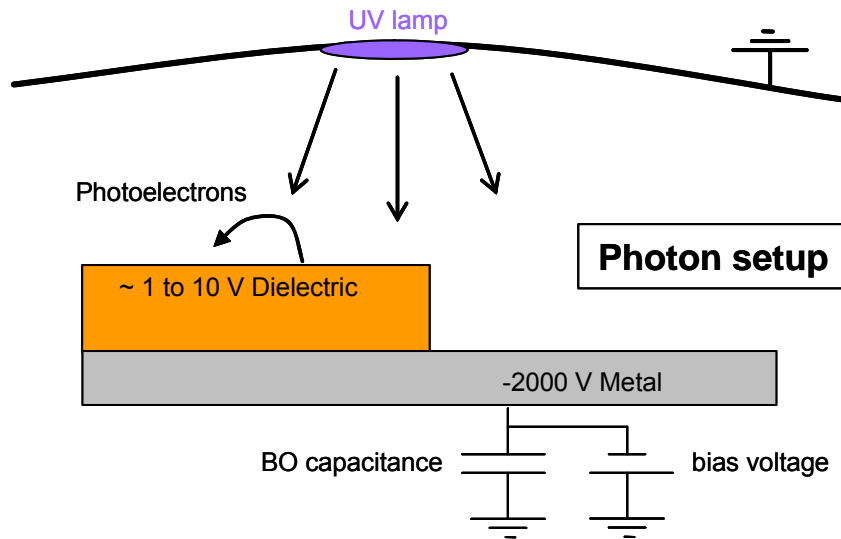 UV lamp
Photoelectrons
Photon setup
~ 1 to 10 V Dielectric
-2000 V Metal
BO capacitance
bias voltage